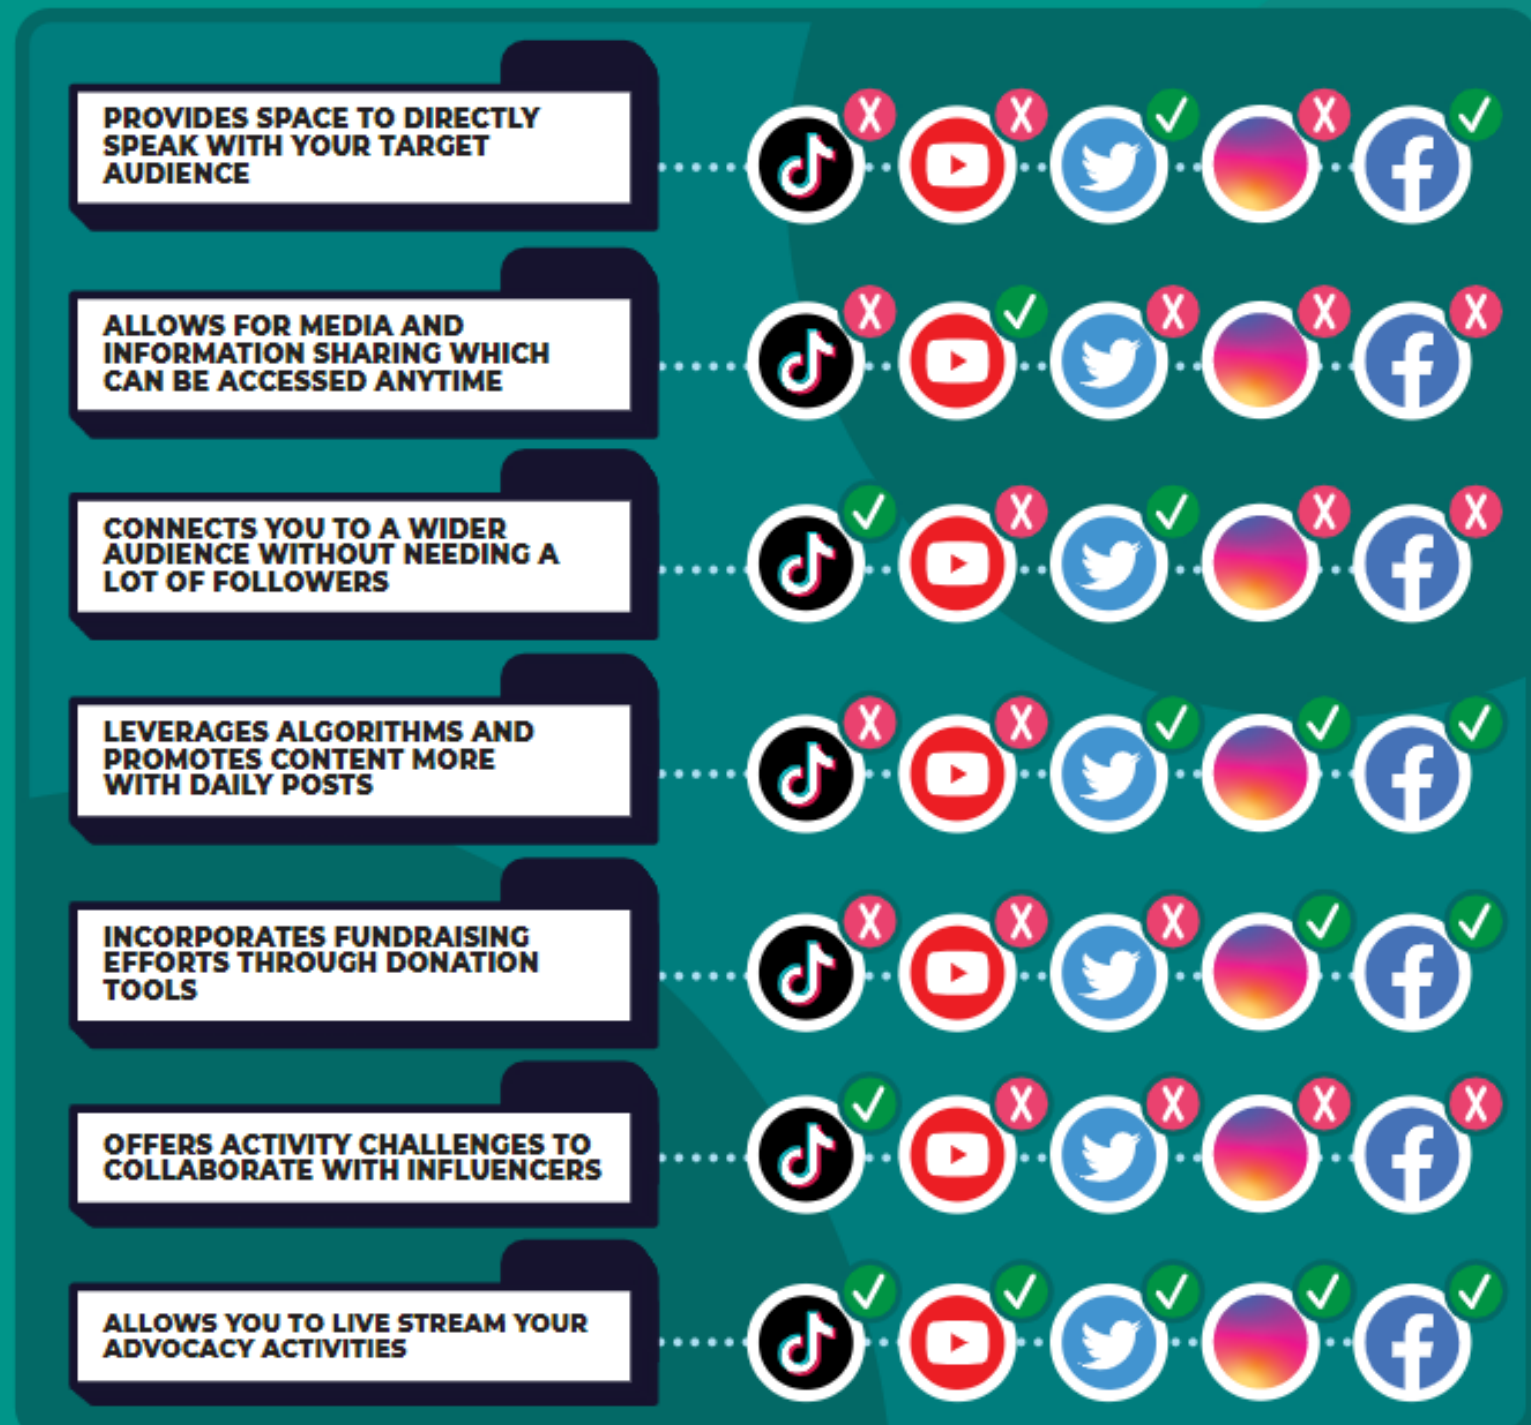 PROVIDES SPACE TO DIRECTLY
SPEAK WITH YOUR TARGET
AUDIENCE
X
X
X
ALLOWS FOR MEDIA AND
INFORMATION SHARING WHICH
CAN BE ACCESSED ANYTIME
X
X
X
X
CONNECTS YOU TO A WIDER
AUDIENCE WITHOUT NEEDING A
LOT OF FOLLOWERS
X
X
X
LEVERAGES ALGORITHMS AND
PROMOTES CONTENT MORE
WITH DAILY POSTS
X
X
INCORPORATES FUNDRAISING
EFFORTS THROUGH DONATION
TOOLS
X
X
X
OFFERS ACTIVITY CHALLENGES TO
COLLABORATE WITH INFLUENCERS
X
X
X
X
ALLOWS YOU TO LIVE STREAM YOUR
ADVOCACY ACTIVITIES